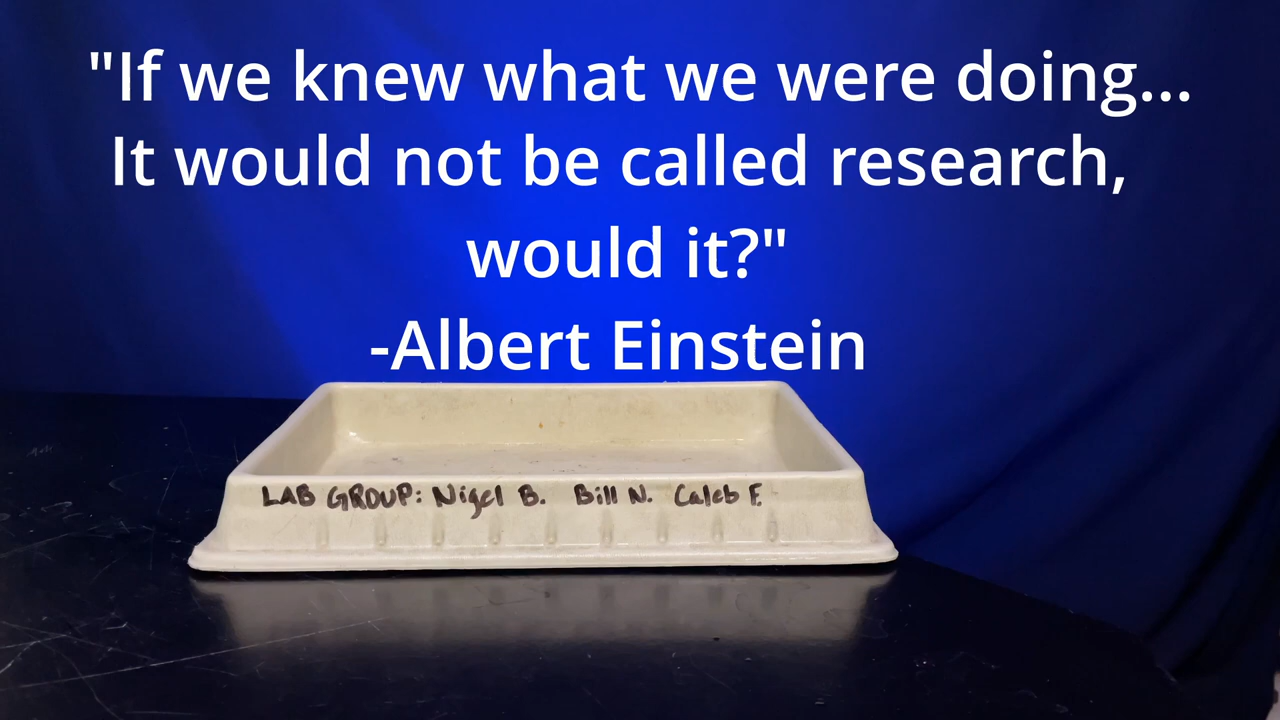 "If we knew what we were doing...
It would not be called research,
would it?"
-Albert Einstein
LAB GROUP: Nigel B. Bill N. Caleb F.